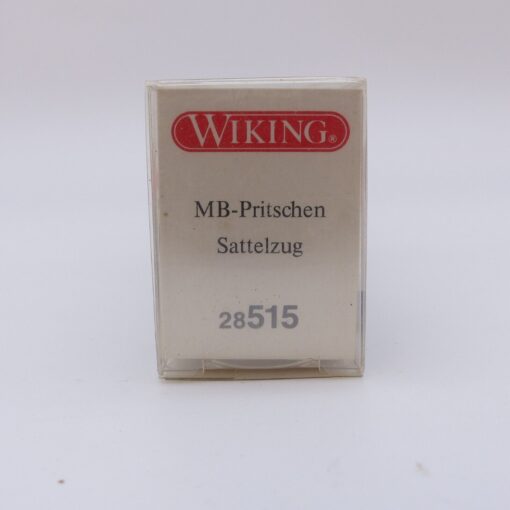 WIKING®
MB-Pritschen
Sattelzug
28515